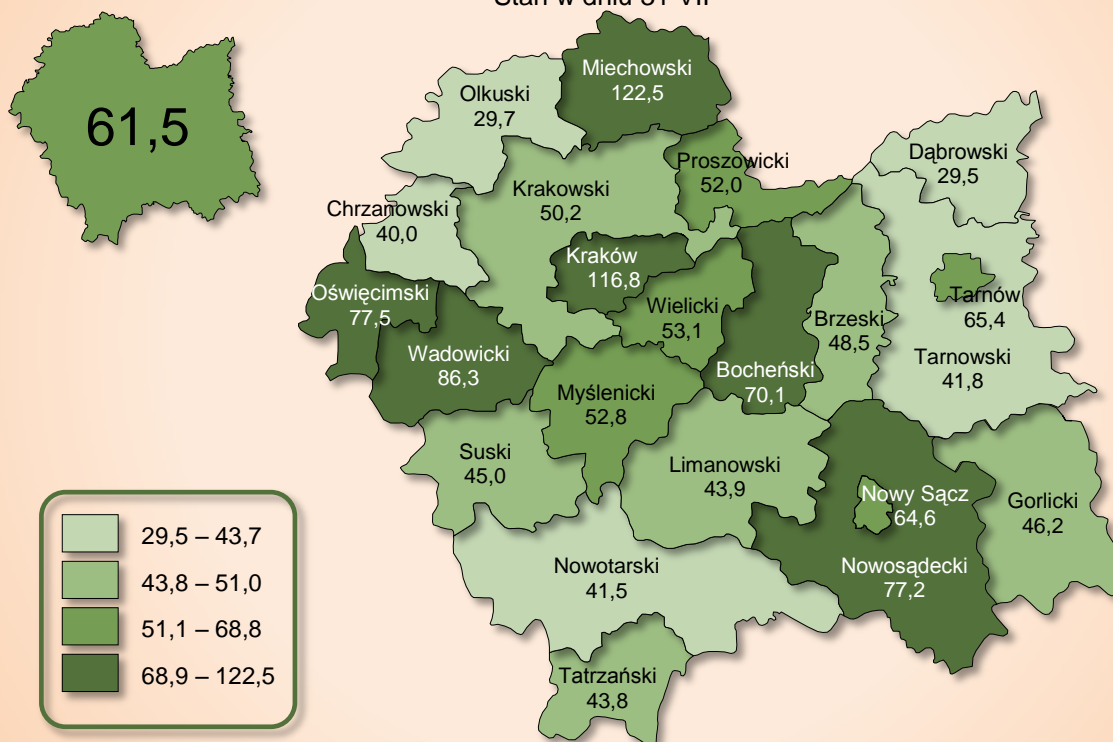 Stan w dniu 31 VII
61,5
Miechowski
122,5
Olkuski
29,7
Proszowicki
52,0
Dąbrowski
29,5
Krakowski
50,2
Chrzanowski
40,0
Kraków
116,8
Oświęcimski
77,5
Wielicki
53,1
Tarnów
65,4
Brzeski
48,5
Wadowicki
86,3
Bocheński
70,1
Tarnowski
41,8
Myślenicki
52,8
Suski
45,0
Limanowski
43,9
Nowy Sącz
64,6
Gorlicki
46,2
Nowotarski
41,5
Nowosądecki
77,2
Tatrzański
43,8
29,5 – 43,7
43,8 – 51,0
51,1 – 68,8
68,9 – 122,5